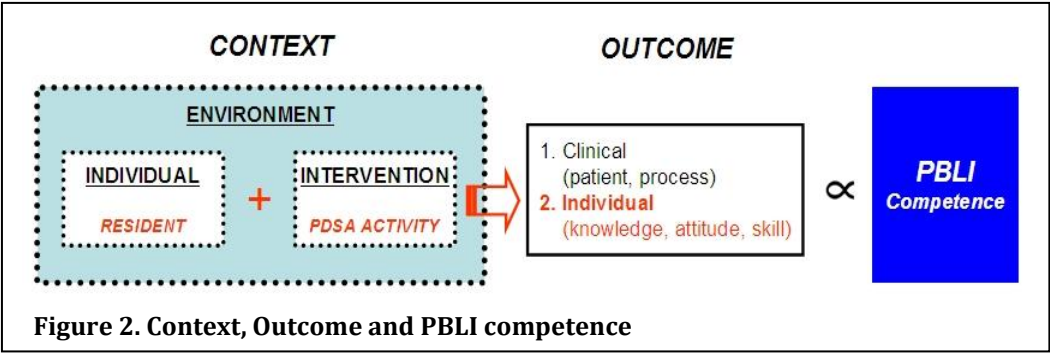 CONTEXT
OUTCOME
ENVIRONMENT
INDIVIDUAL
RESIDENT
+
INTERVENTION
PDSA ACTIVITY
1. Clinical
(patient, process)
2. Individual
(knowledge, attitude, skill)
∝
PBLI
Competence
Figure 2. Context, Outcome and PBLI competence